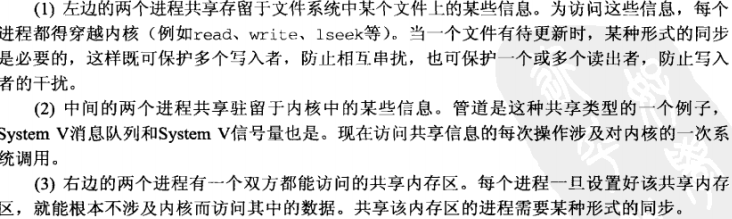 (1) 左边的两个进程共享存留于文件系统中某个文件上的某些信息。为访问这些信息，每个
进程都得穿越内核（例如read、write、lseek等）。当一个文件有待更新时，某种形式的同步
是必要的，这样既可保护多个写入者，防止相互串扰，也可保护一个或多个读出者，防止写入
者的干扰。
(2) 中间的两个进程共享驻留于内核中的某些信息。管道是这种共享类型的一个例子，
System V消息队列和System V信号量也是。现在访问共享信息的每次操作涉及对内核的一次系
统调用。
(3) 右边的两个进程有一个双方都能访问的共享内存区。每个进程一旦设置好该共享内存
区，就能根本不涉及内核而访问其中的数据。共享该内存区的进程需要某种形式的同步。